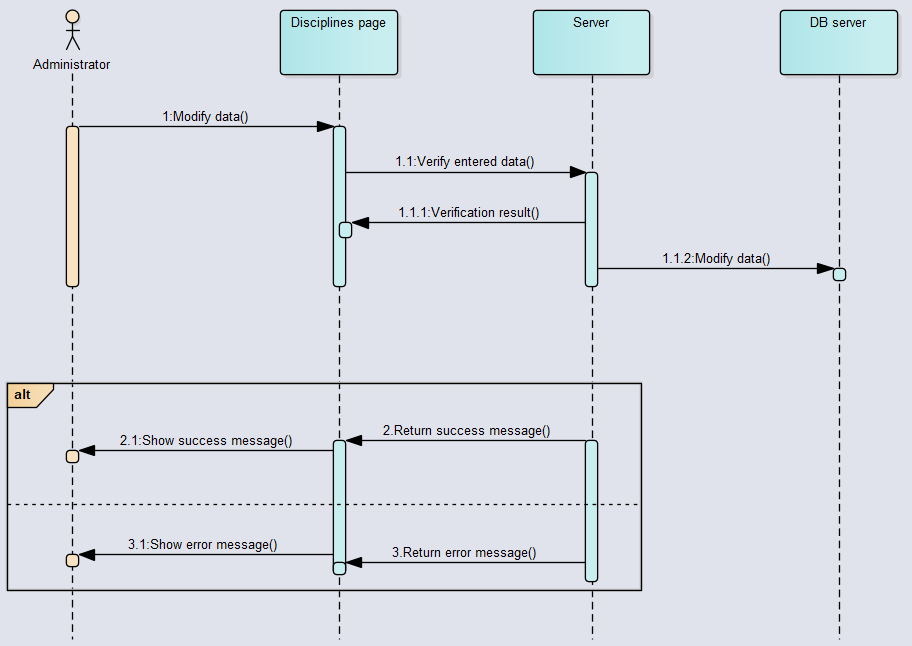 Disciplines page
Server
DB server
Administrator
1:Modify data()
1.1:Verify entered data()
1.1.1:Verification result()
1.1.2:Modify data()
alt
2.Return success message()
2.1:Show success message()
3.1:Show error message()
3.Return error message()